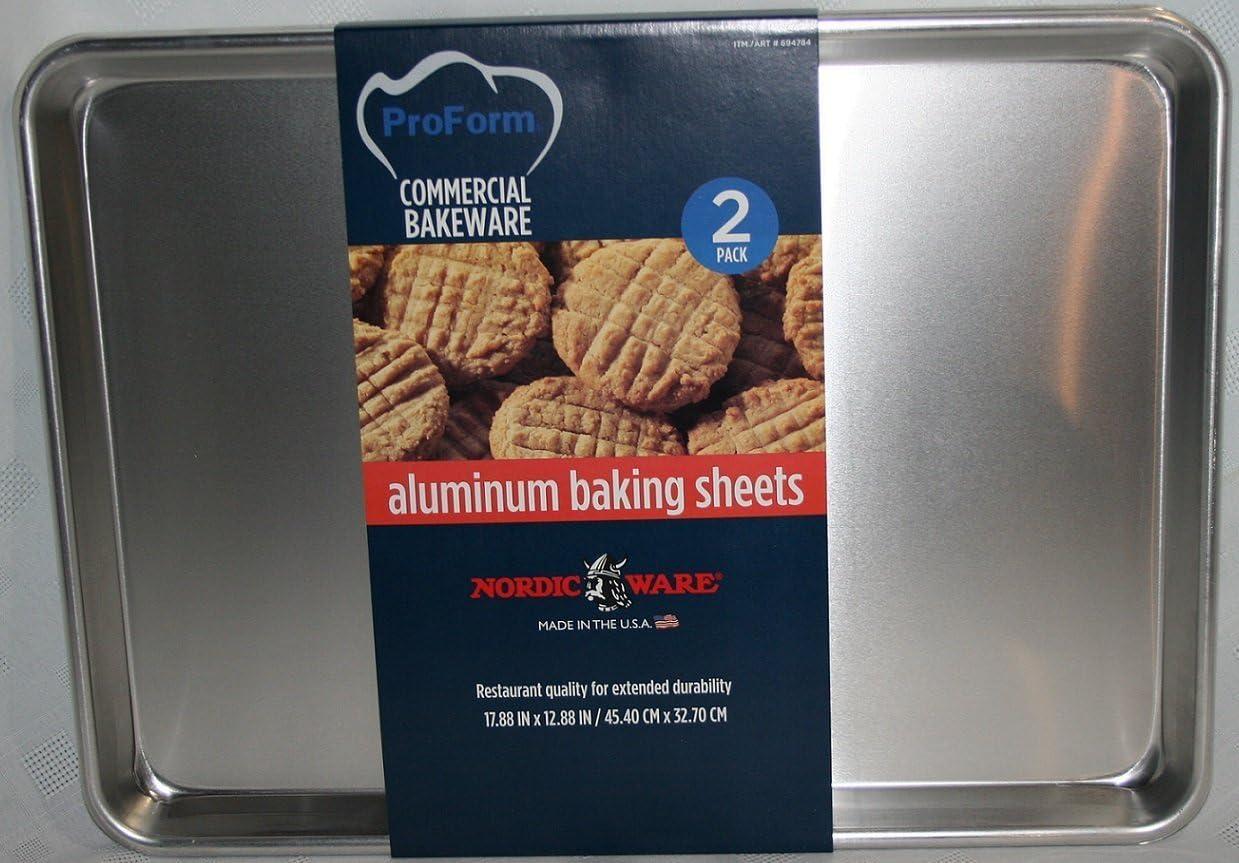 ITM./ART # 694784
ProForm
COMMERCIAL
BAKEWARE
2
PACK
aluminum baking sheets
NORDIC WARE®
MADE IN THE U.S.A.
Restaurant quality for extended durability
17.88 IN x 12.88 IN / 45.40 CM x 32.70 CM